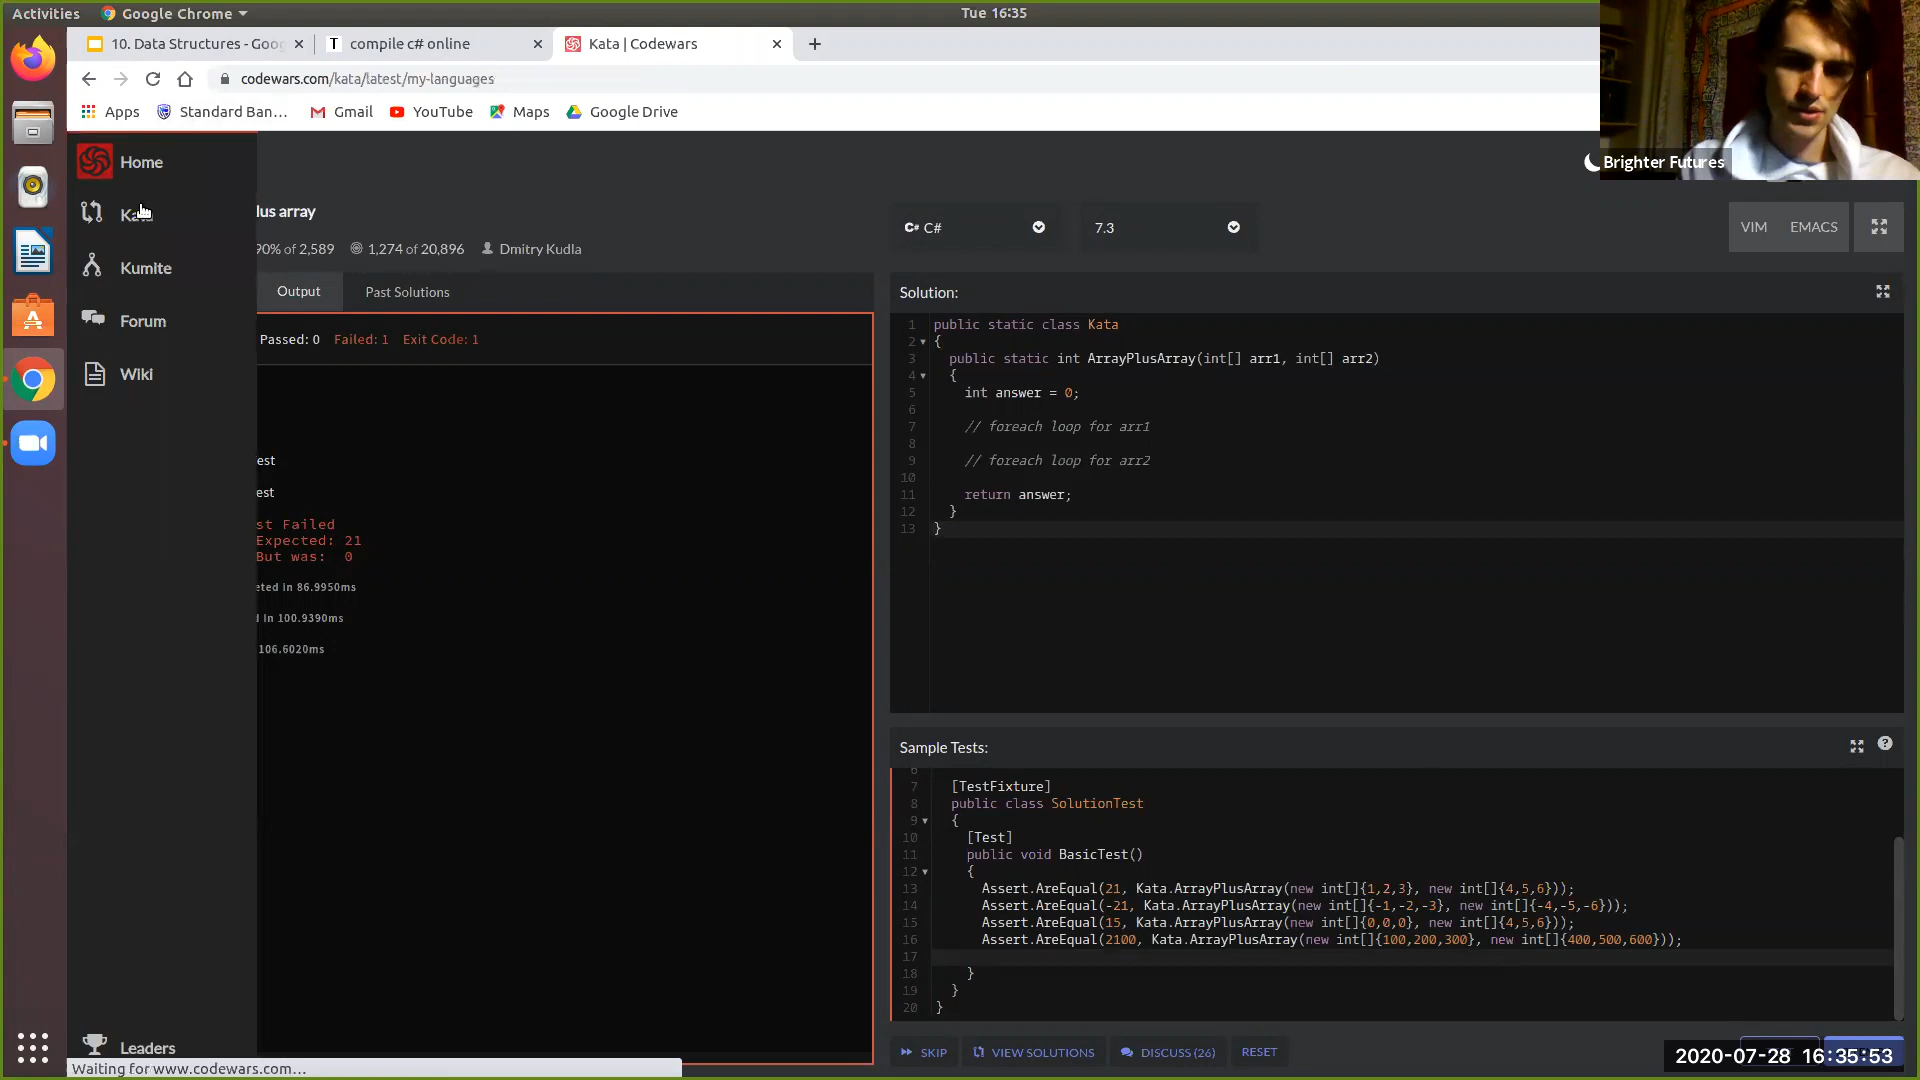 Activities
Google Chrome
Tue 16:35
10. Data Structures - Goog
compile c# online
Kata | Codewars
codewars.com/kata/latest/my-languages
Apps
Standard Ban...
Gmail
YouTube
Maps
Google Drive
Brighter Futures
Home
Kumite
Forum
Wiki
Leaders
lus array
90% of 2,589
1,274 of 20,896
Dmitry Kudla
C# C#
7.3
VIM
EMACS
Output
Past Solutions
Passed: 0 Failed: 1 Exit Code: 1
est
est
st Failed
Expected: 21
But was: 0
eted in 86.9950ms
d in 100.9390ms
106.6020ms
Solution:
1 public static class Kata
2 {
3 public static int ArrayPlusArray(int[] arr1, int[] arr2)
4 {
5 int answer = 0;
6
7 // foreach loop for arr1
8
9 // foreach loop for arr2
10
11 return answer;
12 }
13 }
Sample Tests:
6
7 [TestFixture]
8 public class SolutionTest
9 {
10 [Test]
11 public void BasicTest()
12 {
13 Assert.AreEqual(21, Kata.ArrayPlusArray(new int[]{1,2,3}, new int[]{4,5,6}));
14 Assert.AreEqual(-21, Kata.ArrayPlusArray(new int[]{-1,-2,-3}, new int[]{-4,-5,-6}));
15 Assert.AreEqual(15, Kata.ArrayPlusArray(new int[]{0,0,0}, new int[]{4,5,6}));
16 Assert.AreEqual(2100, Kata.ArrayPlusArray(new int[]{100,200,300}, new int[]{400,500,600}));
17
18 }
19 }
20 }
SKIP
VIEW SOLUTIONS
DISCUSS (26)
RESET
Waiting for www.codewars.com...
2020-07-28 16:35:53